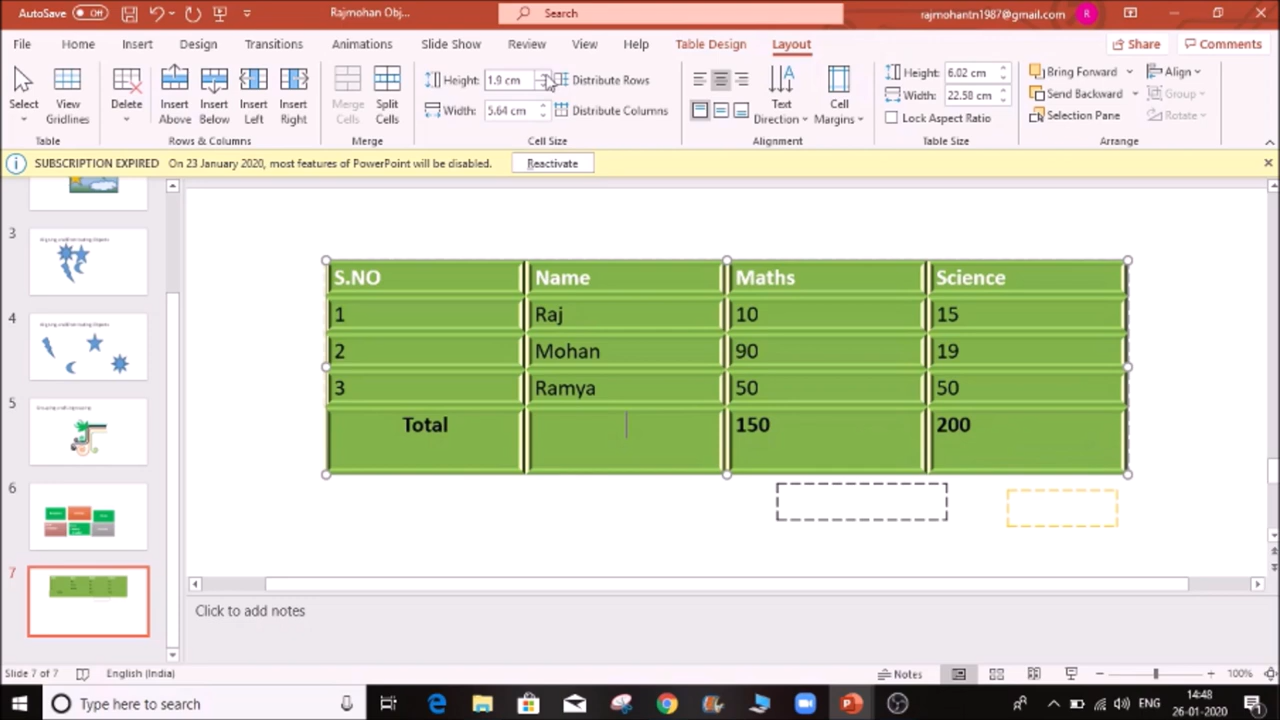 AutoSave Off Rajmohan Obj... Search rajmohantn1987@gmail.com R
File Home Insert Design Transitions Animations Slide Show Review View Help Table Design Layout Share Comments
Select View Gridlines Delete Insert Above Insert Below Insert Left Insert Right Merge Cells Split Cells
Height: 1.9 cm Distribute Rows
Width: 5.64 cm Distribute Columns
Text Direction Cell Margins
Height: 6.02 cm
Width: 22.58 cm
Lock Aspect Ratio
Bring Forward Align
Send Backward Group
Selection Pane Rotate
Table Rows & Columns Merge Cell Size Alignment Table Size Arrange
SUBSCRIPTION EXPIRED On 23 January 2020, most features of PowerPoint will be disabled. Reactivate
3
4
5
6
7
S.NO Name Maths Science
1 Raj 10 15
2 Mohan 90 19
3 Ramya 50 50
Total 150 200
Click to add notes
Slide 7 of 7 English (India) Notes 100%
Type here to search ENG 14:48
26-01-2020 1